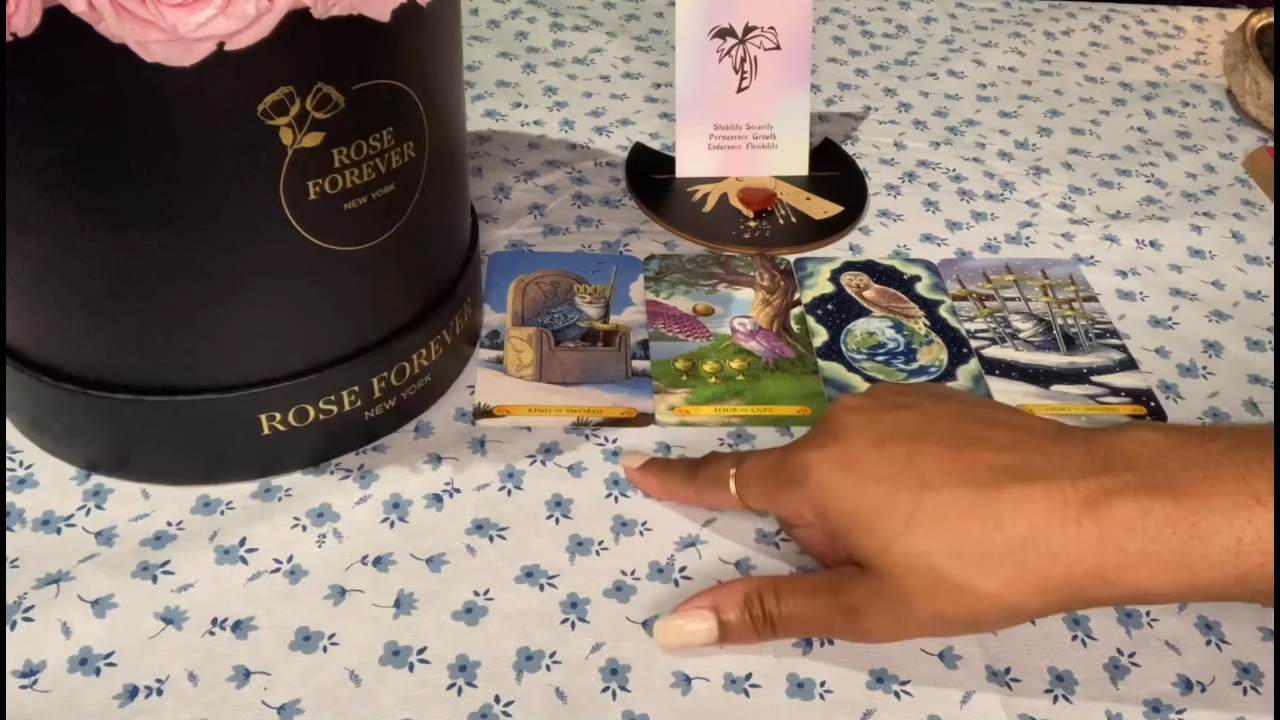 ROSE
FOREVER
NEW YORK
ROSE FOREVER
NEW YORK
Stability Security
Permanence Growth
Endurance Flexibility
KING OF SWORDS
FOUR OF CUPS